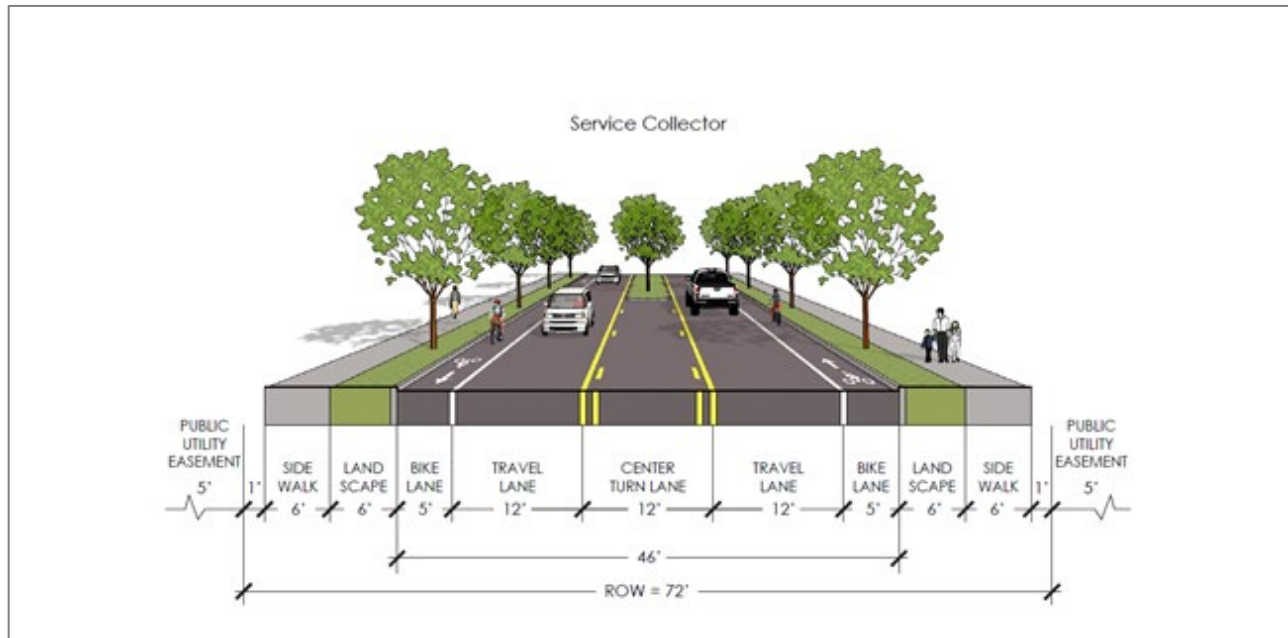 Service Collector
PUBLIC
UTILITY
EASEMENT
5'
1'
SIDE
WALK
6'
LAND
SCAPE
6'
BIKE
LANE
5'
TRAVEL
LANE
12'
CENTER
TURN LANE
12'
TRAVEL
LANE
12'
BIKE
LANE
5'
LAND
SCAPE
6'
SIDE
WALK
6'
1'
PUBLIC
UTILITY
EASEMENT
5'
46'
ROW = 72'